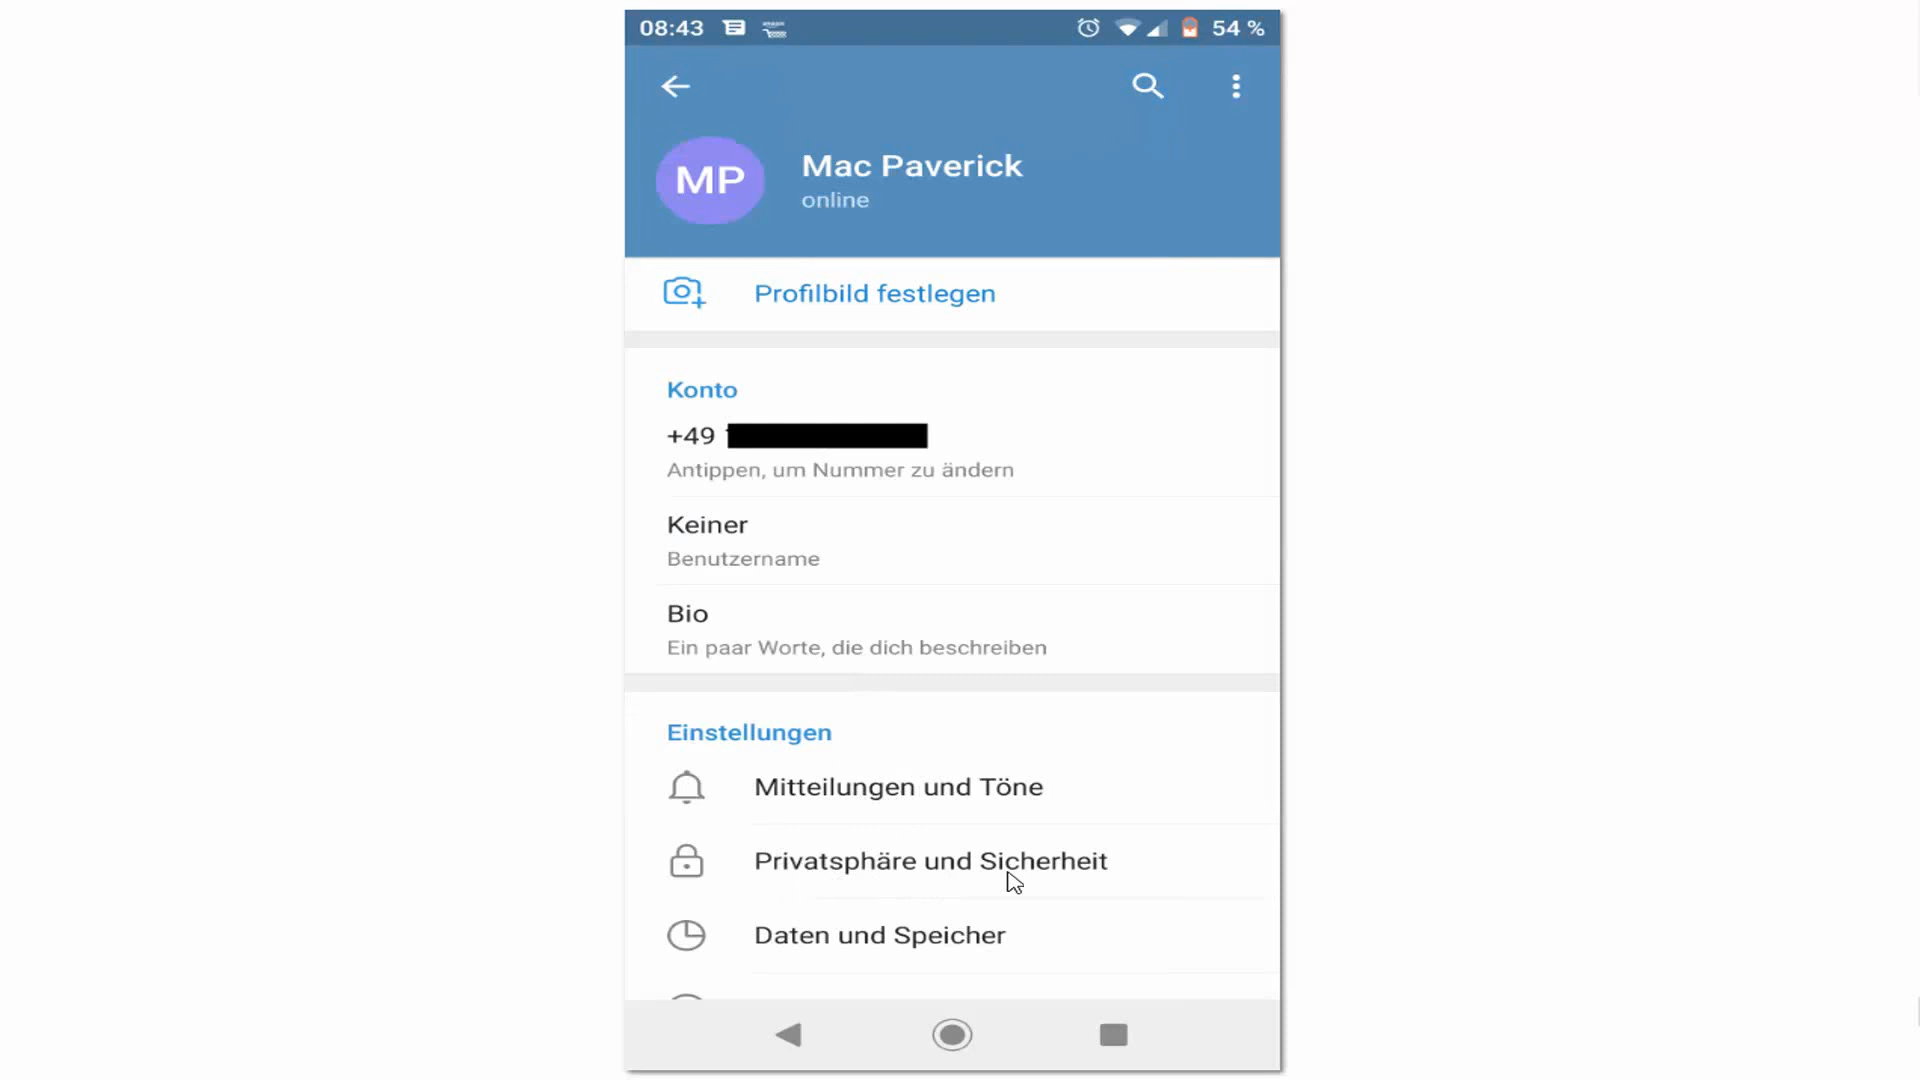 08:43
54 %
MP
Mac Paverick
online
Profilbild festlegen
Konto
+49
Antippen, um Nummer zu ändern
Keiner
Benutzername
Bio
Ein paar Worte, die dich beschreiben
Einstellungen
Mitteilungen und Töne
Privatsphäre und Sicherheit
Daten und Speicher